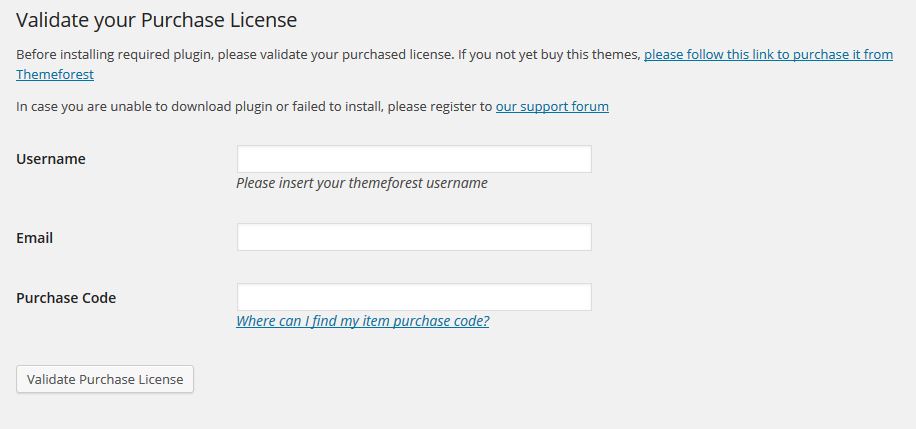 Validate your Purchase License
Before installing required plugin, please validate your purchased license. If you not yet buy this themes, please follow this link to purchase it from
Themeforest
In case you are unable to download plugin or failed to install, please register to our support forum
Username
Please insert your themeforest username
Email
Purchase Code
Where can I find my item purchase code?
Validate Purchase License